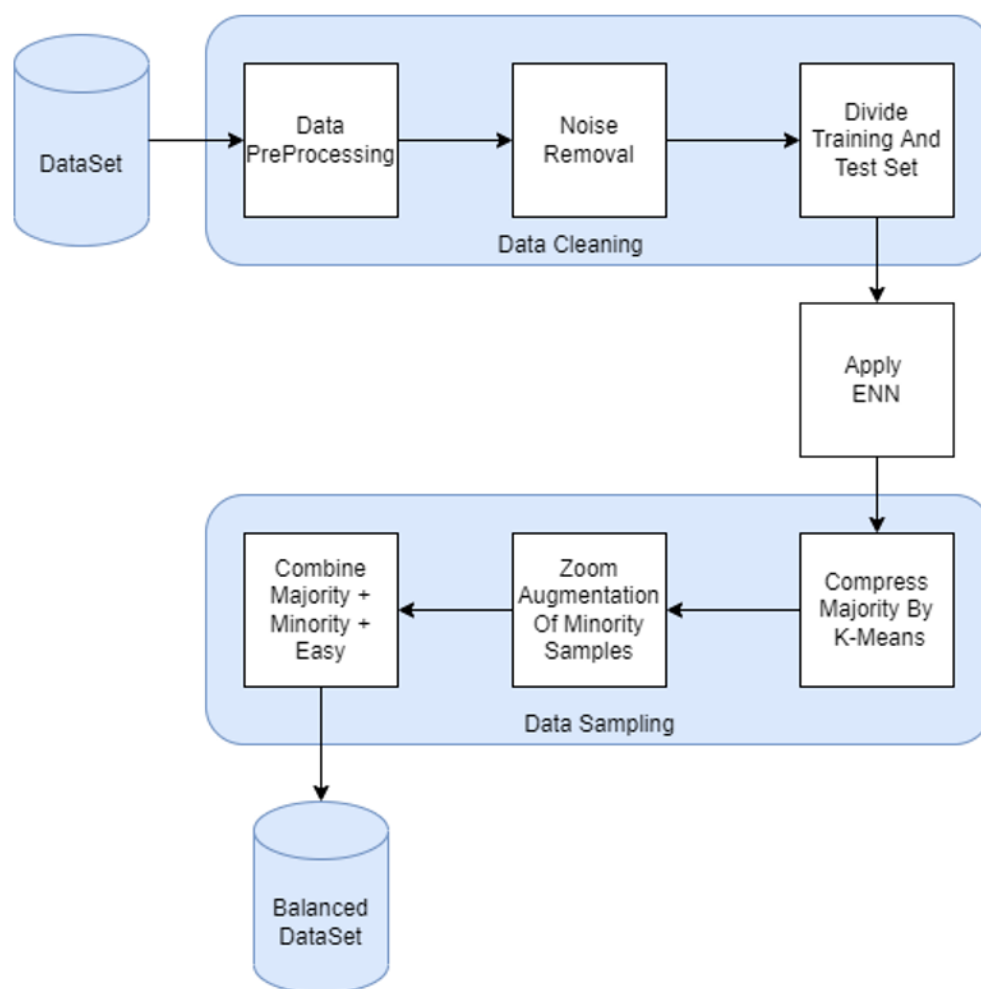 DataSet
Data
PreProcessing
Noise
Removal
Divide
Training And
Test Set
Data Cleaning
Apply
ENN
Compress
Majority By
K-Means
Zoom
Augmentation
Of Minority
Samples
Combine
Majority +
Minority +
Easy
Data Sampling
Balanced
DataSet